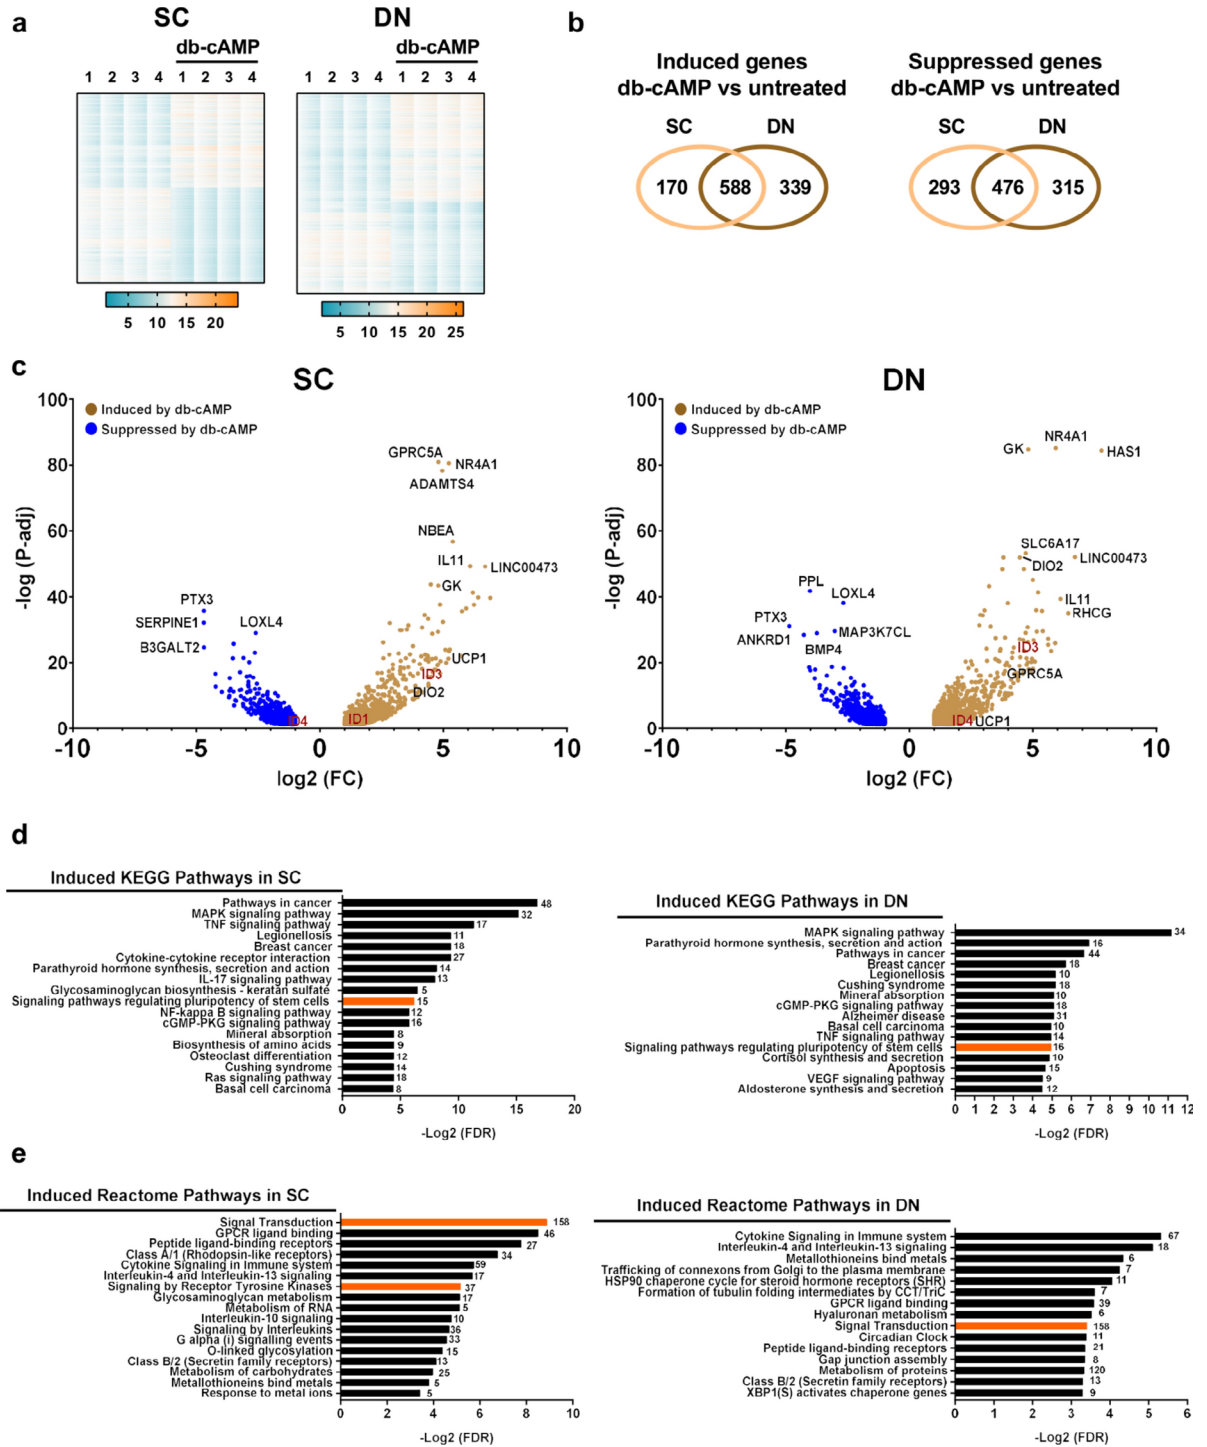 a
SC
DN
db-cAMP
db-cAMP
1 2 3 4 1 2 3 4
1 2 3 4 1 2 3 4
5 10 15 20
5 10 15 20 25
b
Induced genes
db-cAMP vs untreated
SC DN
170 588 339
Suppressed genes
db-cAMP vs untreated
SC DN
293 476 315
c
SC
Induced by db-cAMP
Suppressed by db-cAMP
-log (P-adj)
100
80
60
40
20
0
GPRC5A
NR4A1
ADAMTS4
NBEA
IL11
LINC00473
GK
PTX3
SERPINE1
LOXL4
B3GALT2
UCP1
ID3
DIO2
ID4
ID1
-10 -5 0 5 10
log2 (FC)
DN
Induced by db-cAMP
Suppressed by db-cAMP
-log (P-adj)
100
80
60
40
20
0
NR4A1
GK
HAS1
SLC6A17
LINC00473
DIO2
PPL
LOXL4
IL11
RHCG
PTX3
MAP3K7CL
ANKRD1
BMP4
ID3
GPRC5A
ID4
UCP1
-10 -5 0 5 10
log2 (FC)
d
Induced KEGG Pathways in SC
Pathways in cancer 48
MAPK signaling pathway 32
TNF signaling pathway 17
Legionellosis 11
Breast cancer 18
Cytokine-cytokine receptor interaction 27
Parathyroid hormone synthesis, secretion and action 14
IL-17 signaling pathway 13
Glycosaminoglycan biosynthesis - keratan sulfate 5
Signaling pathways regulating pluripotency of stem cells 15
NF-kappa B signaling pathway 12
cGMP-PKG signaling pathway 16
Mineral absorption 8
Biosynthesis of amino acids 9
Osteoclast differentiation 12
Cushing syndrome 14
Ras signaling pathway 18
Basal cell carcinoma 8
0 5 10 15 20
-Log2 (FDR)
Induced KEGG Pathways in DN
MAPK signaling pathway 34
Parathyroid hormone synthesis, secretion and action 16
Pathways in cancer 44
Breast cancer 18
Legionellosis 10
Cushing syndrome 18
Mineral absorption 10
cGMP-PKG signaling pathway 18
Alzheimer disease 31
Basal cell carcinoma 10
TNF signaling pathway 14
Signaling pathways regulating pluripotency of stem cells 16
Cortisol synthesis and secretion 10
Apoptosis 15
VEGF signaling pathway 9
Aldosterone synthesis and secretion 12
0 1 2 3 4 5 6 7 8 9 10 11 12
-Log2 (FDR)
e
Induced Reactome Pathways in SC
Signal Transduction 158
GPCR ligand binding 46
Peptide ligand-binding receptors 27
Class A/1 (Rhodopsin-like receptors) 34
Cytokine Signaling in Immune system 59
Interleukin-4 and Interleukin-13 signaling 17
Signaling by Receptor Tyrosine Kinases 37
Glycosaminoglycan metabolism 17
Metabolism of RNA 5
Interleukin-10 signaling 10
Signaling by Interleukins 36
G alpha (i) signalling events 33
O-linked glycosylation 15
Class B/2 (Secretin family receptors) 13
Metabolism of carbohydrates 25
Metallothioneins bind metals 5
Response to metal ions 5
0 2 4 6 8 10
-Log2 (FDR)
Induced Reactome Pathways in DN
Cytokine Signaling in Immune system 67
Interleukin-4 and Interleukin-13 signaling 18
Metallothioneins bind metals 6
Trafficking of connexons from Golgi to the plasma membrane 7
HSP90 chaperone cycle for steroid hormone receptors (SHR) 11
Formation of tubulin folding intermediates by CCT/TriC 7
GPCR ligand binding 39
Hyaluronan metabolism 6
Signal Transduction 158
Circadian Clock 11
Peptide ligand-binding receptors 21
Gap junction assembly 8
Metabolism of proteins 120
Class B/2 (Secretin family receptors) 13
XBP1(S) activates chaperone genes 9
0 1 2 3 4 5 6
-Log2 (FDR)